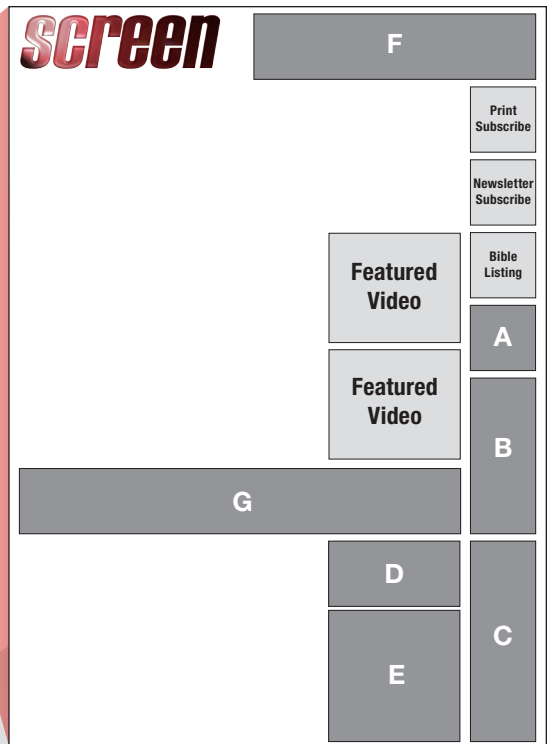 screen
F
Print
Subscribe
Newsletter
Subscribe
Bible
Listing
Featured
Video
A
Featured
Video
B
G
D
C
E